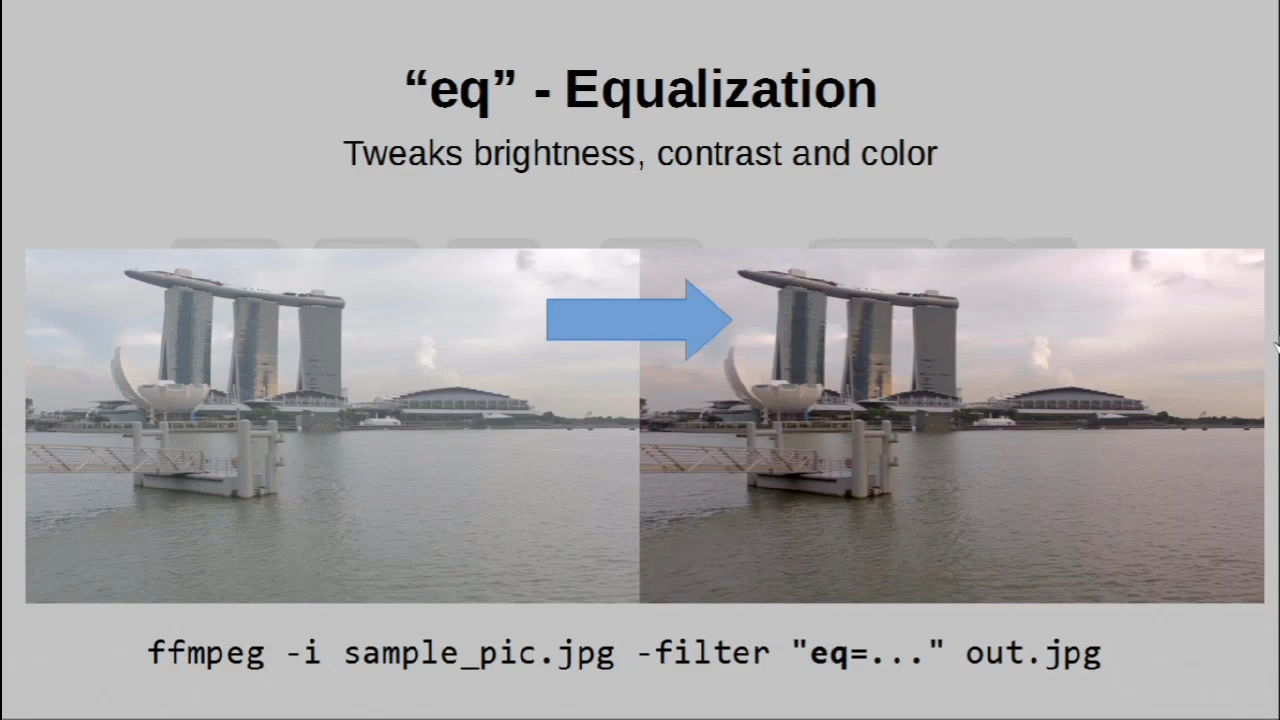 “eq” - Equalization
Tweaks brightness, contrast and color
ffmpeg -i sample_pic.jpg -filter "eq=..." out.jpg